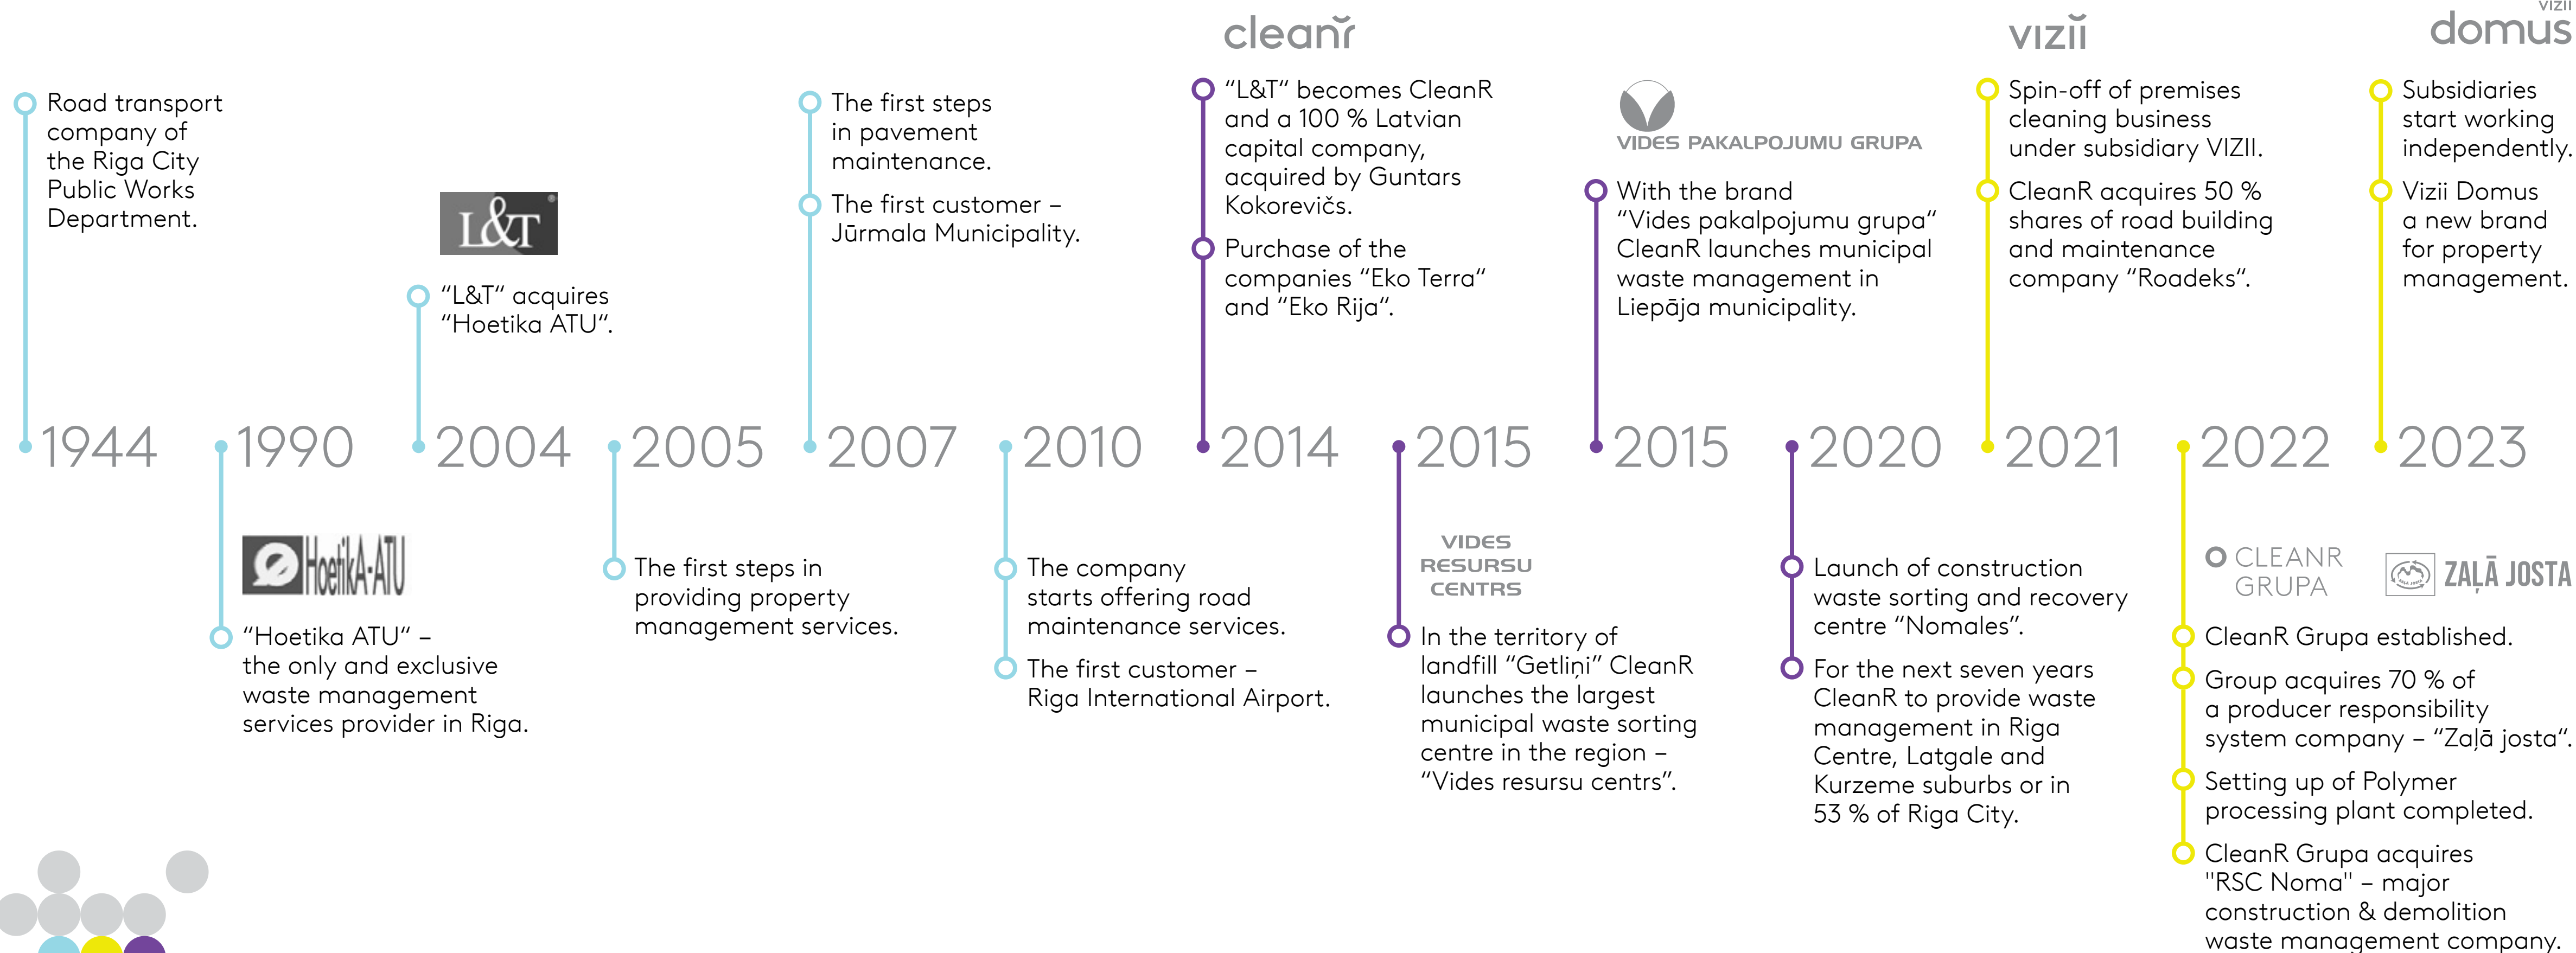 1944
Road transport
company of
the Riga City
Public Works
Department.
1990
HoetikA-ATU
“Hoetika ATU“ –
the only and exclusive
waste management
services provider in Riga.
2004
L&T®
“L&T“ acquires
“Hoetika ATU“.
2005
The first steps in
providing property
management services.
2007
The first steps
in pavement
maintenance.
The first customer –
Jūrmala Municipality.
2010
The company
starts offering road
maintenance services.
The first customer –
Riga International Airport.
2014
cleanr
“L&T“ becomes CleanR
and a 100 % Latvian
capital company,
acquired by Guntars
Kokorevičs.
Purchase of the
companies “Eko Terra“
and “Eko Rija“.
2015
VIDES
RESURSU
CENTRS
In the territory of
landfill “Getliņi” CleanR
launches the largest
municipal waste sorting
centre in the region –
“Vides resursu centrs”.
2015
VIDES PAKALPOJUMU GRUPA
With the brand
“Vides pakalpojumu grupa“
CleanR launches municipal
waste management in
Liepāja municipality.
2020
Launch of construction
waste sorting and recovery
centre “Nomales”.
For the next seven years
CleanR to provide waste
management in Riga
Centre, Latgale and
Kurzeme suburbs or in
53 % of Riga City.
2021
vizii
Spin-off of premises
cleaning business
under subsidiary VIZII.
CleanR acquires 50 %
shares of road building
and maintenance
company “Roadeks“.
2022
CLEANR
GRUPA
ZAĻĀ JOSTA
CleanR Grupa established.
Group acquires 70 % of
a producer responsibility
system company – “Zaļā josta“.
Setting up of Polymer
processing plant completed.
CleanR Grupa acquires
"RSC Noma" – major
construction & demolition
waste management company.
2023
VIZII
domus
Subsidiaries
start working
independently.
Vizii Domus
a new brand
for property
management.